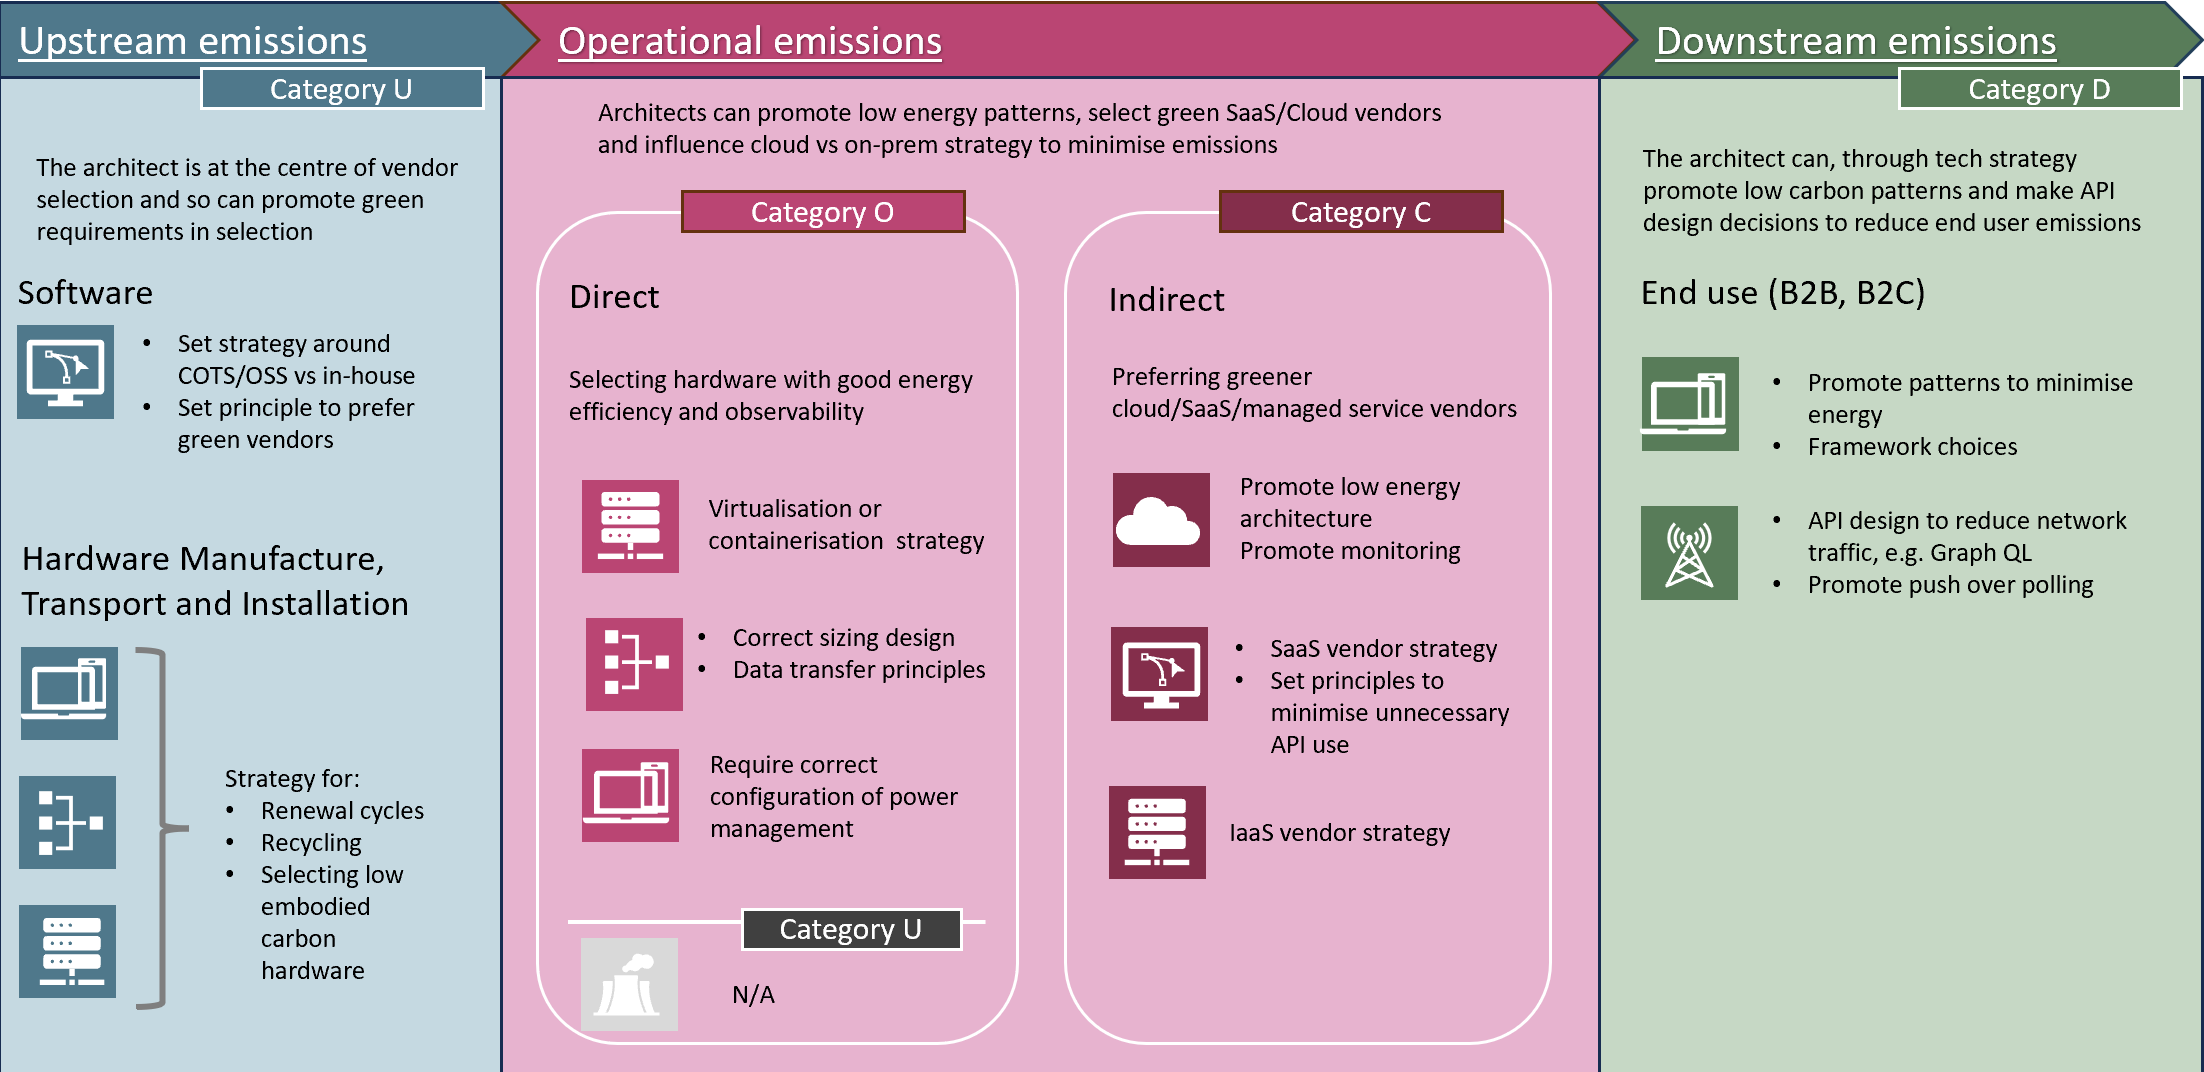 Upstream emissions
Category U
The architect is at the centre of vendor
selection and so can promote green
requirements in selection
Software
• Set strategy around
COTS/OSS vs in-house
• Set principle to prefer
green vendors
Hardware Manufacture,
Transport and Installation
Strategy for:
• Renewal cycles
• Recycling
• Selecting low
embodied
carbon
hardware
Operational emissions
Architects can promote low energy patterns, select green SaaS/Cloud vendors
and influence cloud vs on-prem strategy to minimise emissions
Category O
Direct
Selecting hardware with good energy
efficiency and observability
Virtualisation or
containerisation strategy
• Correct sizing design
• Data transfer principles
Require correct
configuration of power
management
Category U
N/A
Category C
Indirect
Preferring greener
cloud/SaaS/managed service vendors
Promote low energy
architecture
Promote monitoring
• SaaS vendor strategy
• Set principles to
minimise unnecessary
API use
IaaS vendor strategy
Downstream emissions
Category D
The architect can, through tech strategy
promote low carbon patterns and make API
design decisions to reduce end user emissions
End use (B2B, B2C)
• Promote patterns to minimise
energy
• Framework choices
• API design to reduce network
traffic, e.g. Graph QL
• Promote push over polling